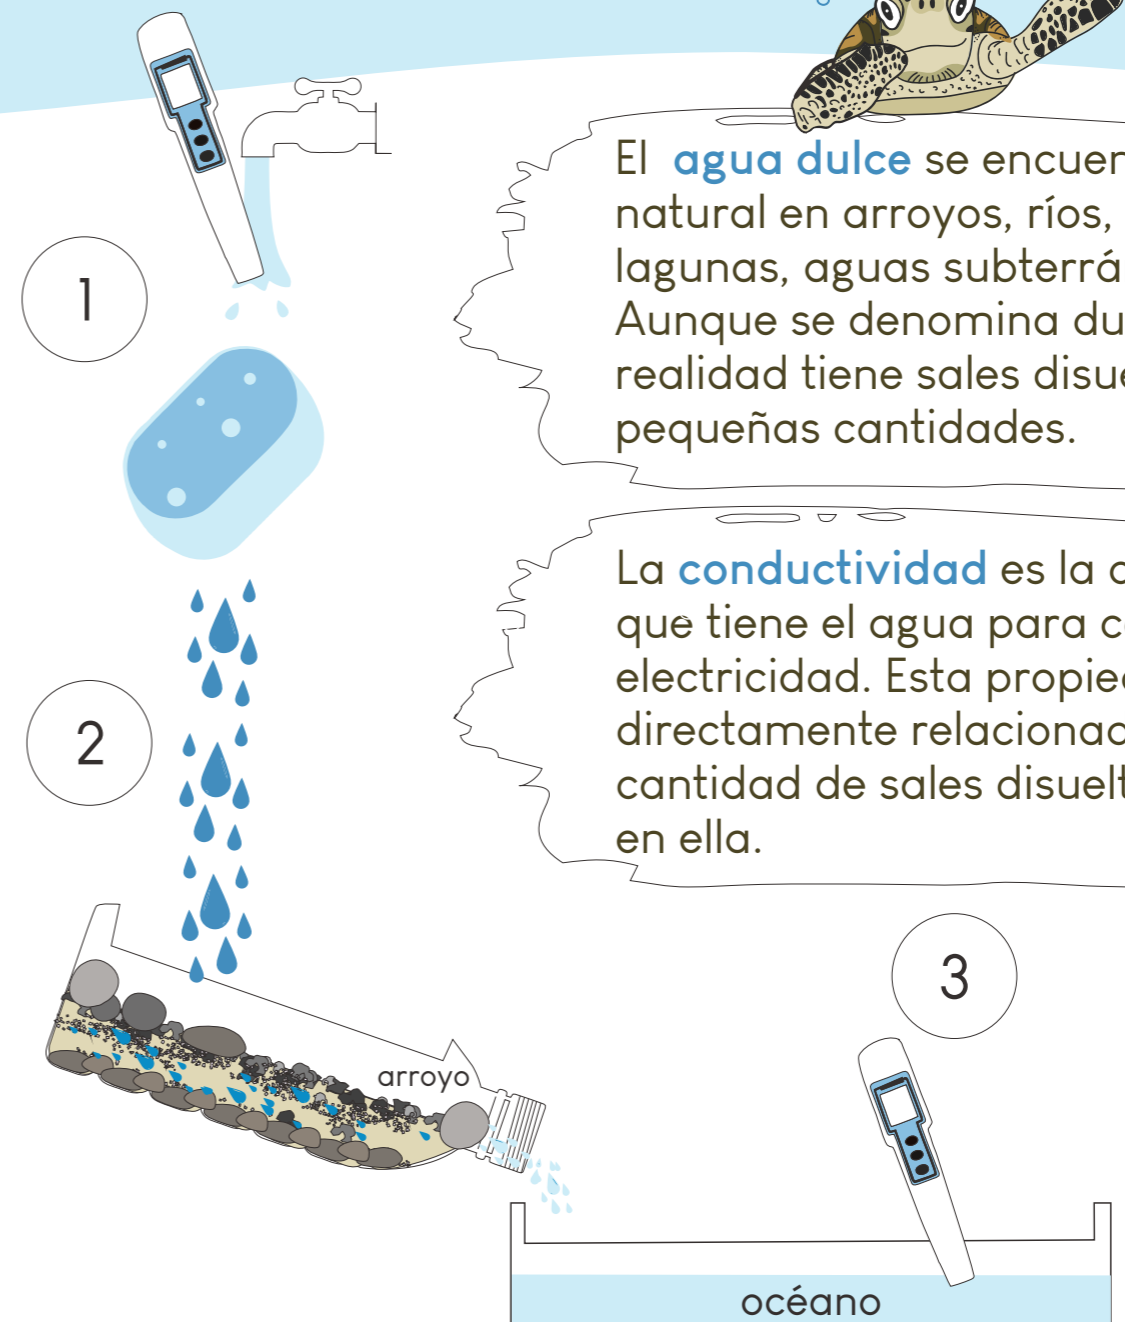 1
El agua dulce se encuen
natural en arroyos, ríos,
lagunas, aguas subterrá
Aunque se denomina du
realidad tiene sales disue
pequeñas cantidades.
La conductividad es la
que tiene el agua para
electricidad. Esta propie
directamente relaciona
cantidad de sales disuel
en ella.
2
3
arroyo
océano